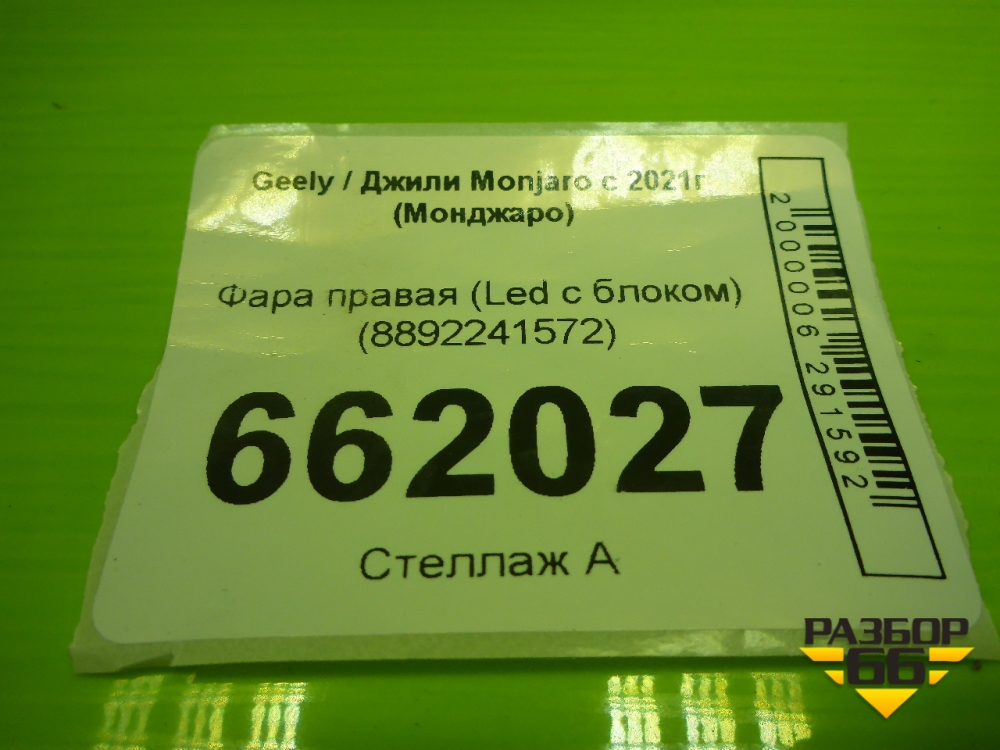 Geely / Джили Monjaro с 2021г
(Монджаро)
Фара правая (Led с блоком)
(8892241572)
662027
Стеллаж А
2000006291592
РАЗБОР
66